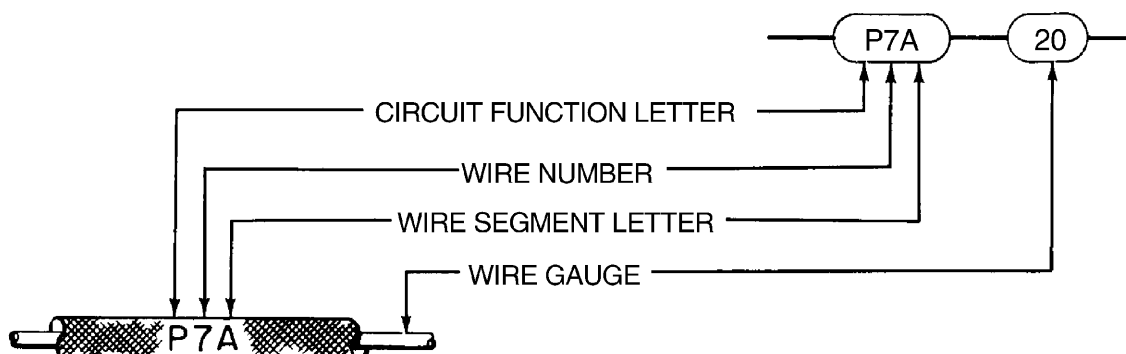 P7A 20
CIRCUIT FUNCTION LETTER
WIRE NUMBER
WIRE SEGMENT LETTER
WIRE GAUGE
P7A